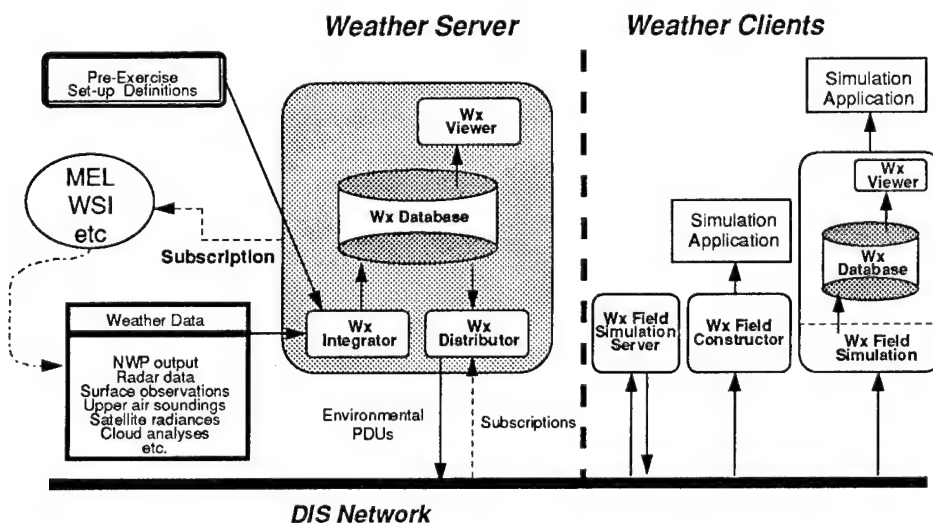 Weather Server
Weather Clients
Pre-Exercise
Set-up Definitions
MEL
WSI
etc
Subscription
Weather Data
NWP output
Radar data
Surface observations
Upper air soundings
Satellite radiances
Cloud analyses
etc.
Wx
Viewer
Wx Database
Wx
Integrator
Wx
Distributor
Environmental
PDUs
Subscriptions
Wx Field
Simulation
Server
Simulation
Application
Wx Field
Constructor
Simulation
Application
Wx
Viewer
Wx
Database
Wx Field
Simulation
DIS Network